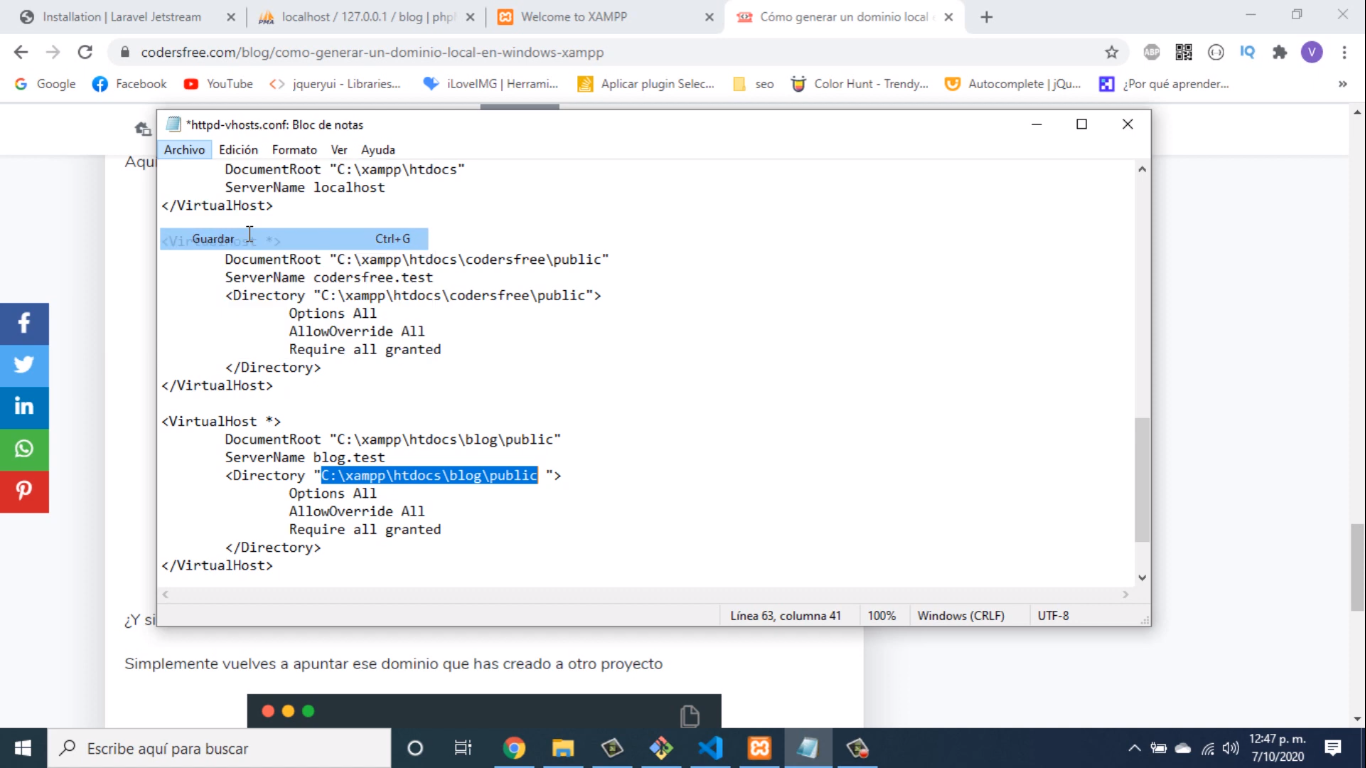 Installation | Laravel Jetstream
localhost / 127.0.0.1 / blog | php
Welcome to XAMPP
Cómo generar un dominio local
codersfree.com/blog/como-generar-un-dominio-local-en-windows-xampp
ABP
IQ
V
Google
Facebook
YouTube
jqueryui - Libraries...
iLoveIMG | Herrami...
Aplicar plugin Selec...
seo
Color Hunt - Trendy...
Autocomplete | jQu...
¿Por qué aprender...
»
*httpd-vhosts.conf: Bloc de notas
Archivo Edición Formato Ver Ayuda
DocumentRoot "C:\xampp\htdocs"
ServerName localhost
</VirtualHost>
Guardar Ctrl+G
<VirtualHost *>
DocumentRoot "C:\xampp\htdocs\codersfree\public"
ServerName codersfree.test
<Directory "C:\xampp\htdocs\codersfree\public">
Options All
AllowOverride All
Require all granted
</Directory>
</VirtualHost>
<VirtualHost *>
DocumentRoot "C:\xampp\htdocs\blog\public"
ServerName blog.test
<Directory "C:\xampp\htdocs\blog\public ">
Options All
AllowOverride All
Require all granted
</Directory>
</VirtualHost>
Línea 63, columna 41 100% Windows (CRLF) UTF-8
Aquí
¿Y si
Simplemente vuelves a apuntar ese dominio que has creado a otro proyecto
Escribe aquí para buscar
12:47 p. m.
7/10/2020